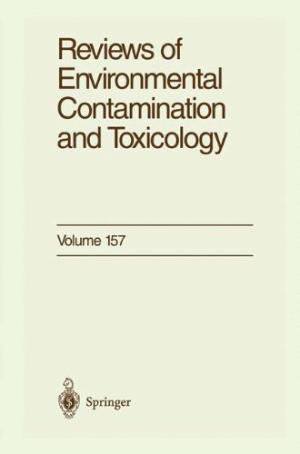 Reviews of
Environmental
Contamination
and Toxicology
Volume 157
Springer